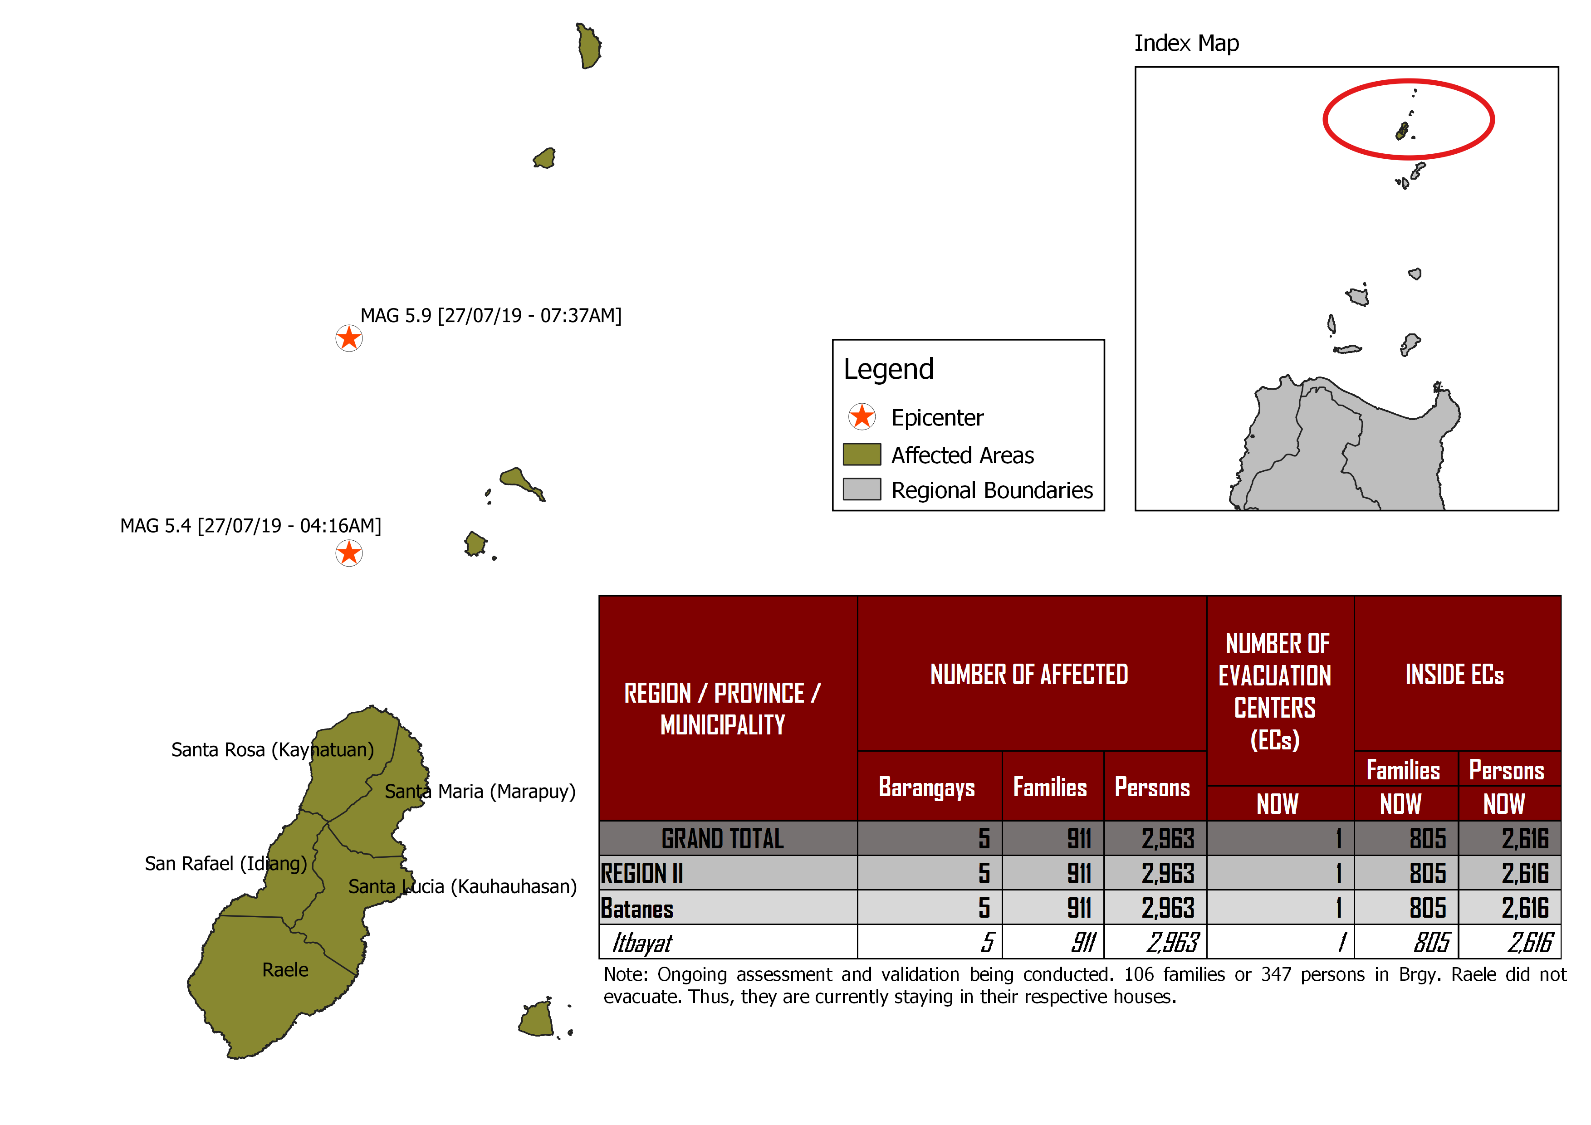 Index Map
MAG 5.9 [27/07/19 - 07:37AM]
Legend
Epicenter
Affected Areas
Regional Boundaries
MAG 5.4 [27/07/19 - 04:16AM]
Santa Rosa (Kaynatuan)
Santa Maria (Marapuy)
San Rafael (Idiang)
Santa Lucia (Kauhauhasan)
Raele
REGION / PROVINCE /
MUNICIPALITY
NUMBER OF AFFECTED
NUMBER OF
EVACUATION
CENTERS
(ECs)
INSIDE ECs
Barangays Families Persons
Families Persons
NOW NOW NOW
GRAND TOTAL 5 911 2,963 1 805 2,616
REGION II 5 911 2,963 1 805 2,616
Batanes 5 911 2,963 1 805 2,616
Itbayat 5 911 2,963 1 805 2,616
Note: Ongoing assessment and validation being conducted. 106 families or 347 persons in Brgy. Raele did not
evacuate. Thus, they are currently staying in their respective houses.